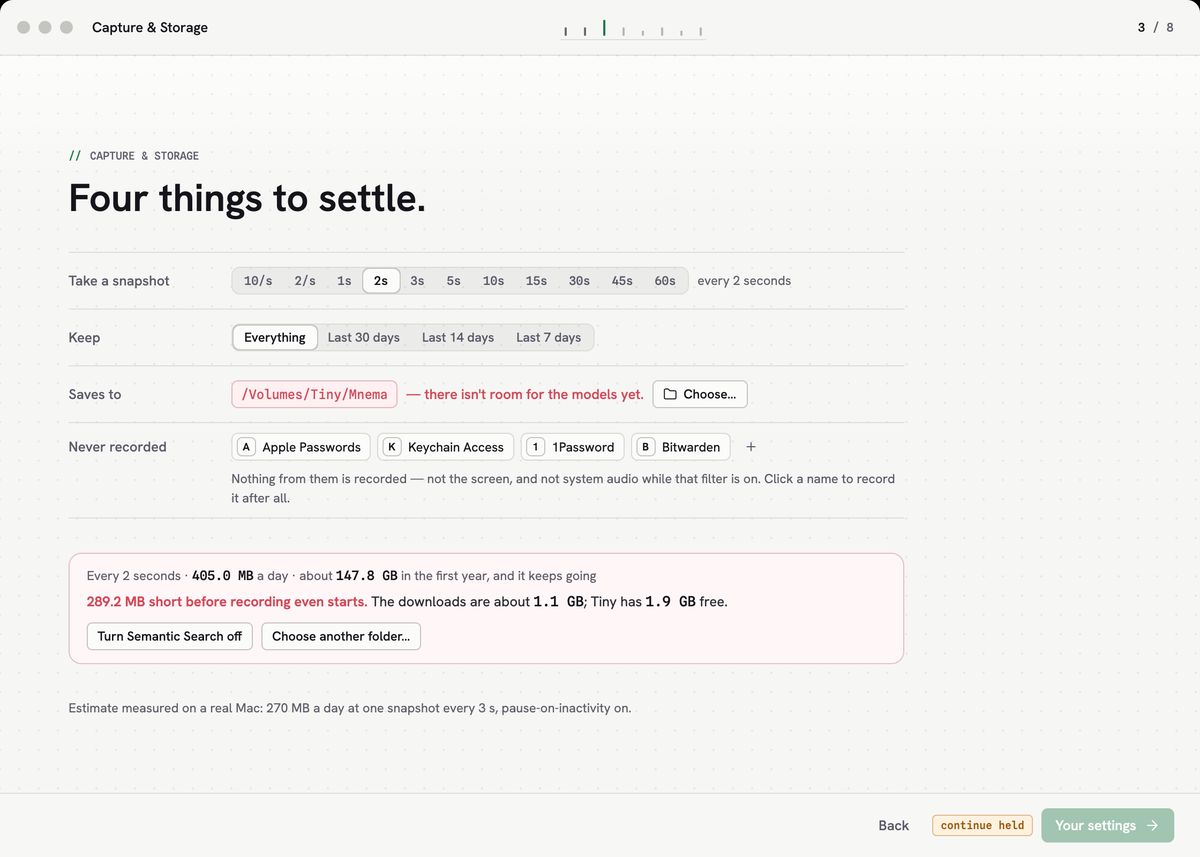 Capture & Storage
3 / 8
// CAPTURE & STORAGE
Four things to settle.
Take a snapshot 10/s 2/s 1s 2s 3s 5s 10s 15s 30s 45s 60s every 2 seconds
Keep Everything Last 30 days Last 14 days Last 7 days
Saves to /Volumes/Tiny/Mnema — there isn't room for the models yet. Choose...
Never recorded A Apple Passwords K Keychain Access 1 1Password B Bitwarden +
Nothing from them is recorded — not the screen, and not system audio while that filter is on. Click a name to record
it after all.
Every 2 seconds · 405.0 MB a day · about 147.8 GB in the first year, and it keeps going
289.2 MB short before recording even starts. The downloads are about 1.1 GB; Tiny has 1.9 GB free.
Turn Semantic Search off Choose another folder...
Estimate measured on a real Mac: 270 MB a day at one snapshot every 3 s, pause-on-inactivity on.
Back continue held Your settings →